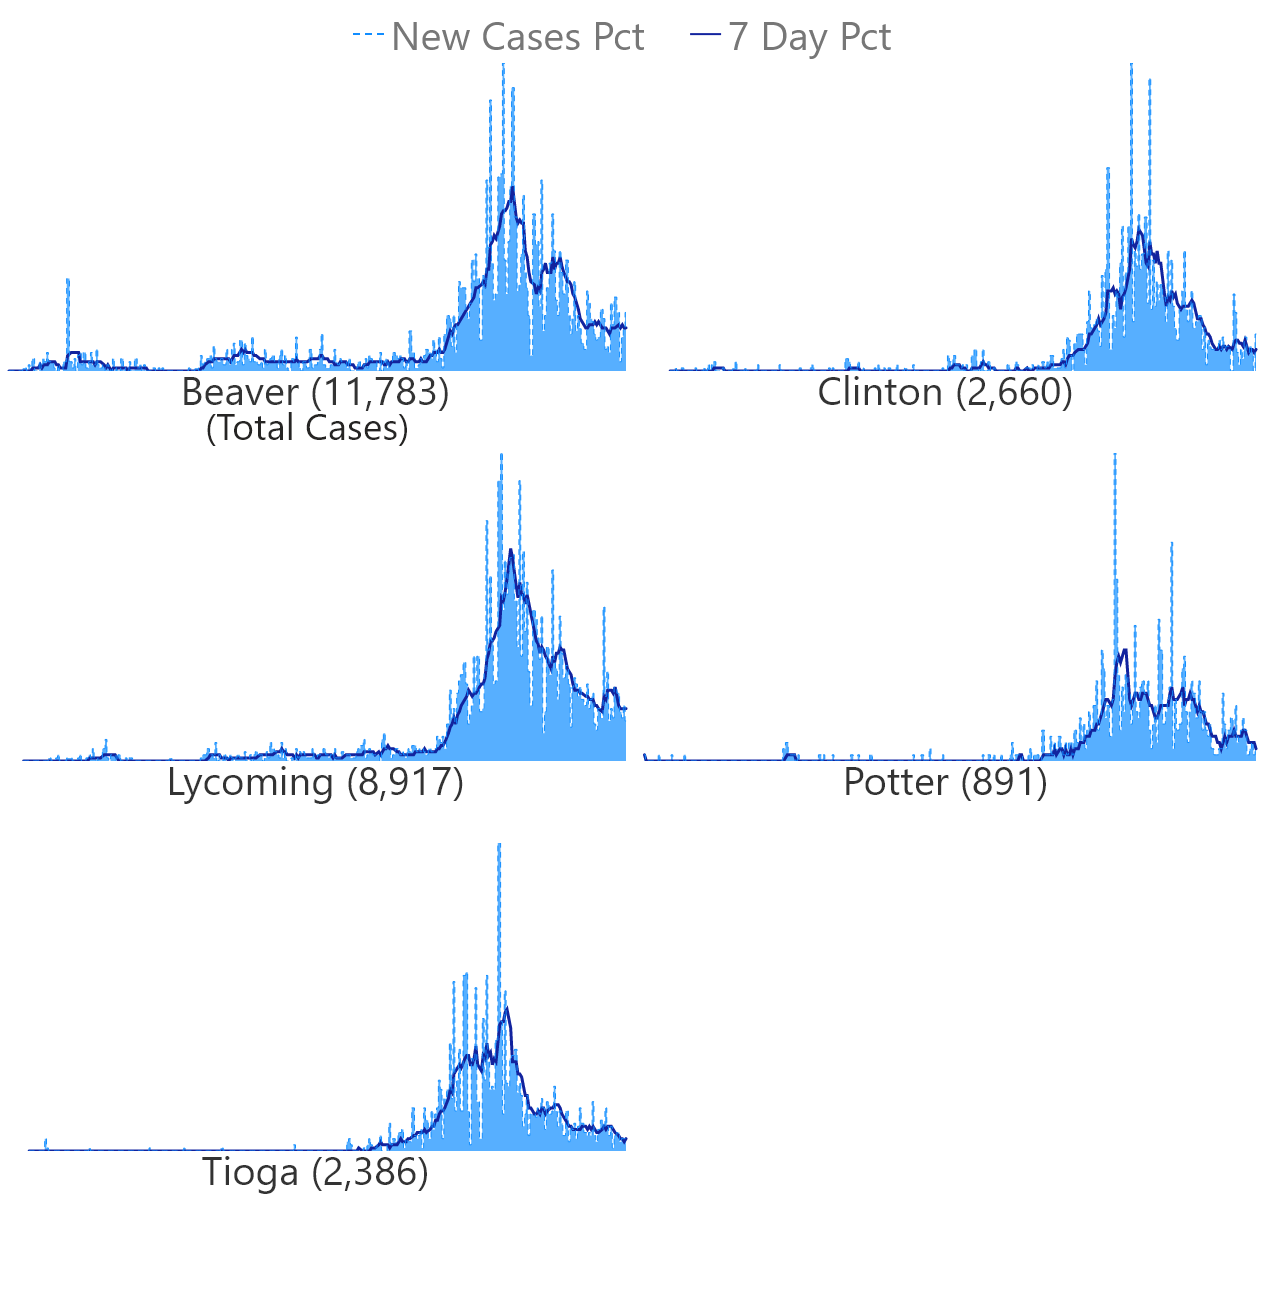 New Cases Pct 7 Day Pct
Beaver (11,783)
(Total Cases)
Clinton (2,660)
Lycoming (8,917)
Potter (891)
Tioga (2,386)